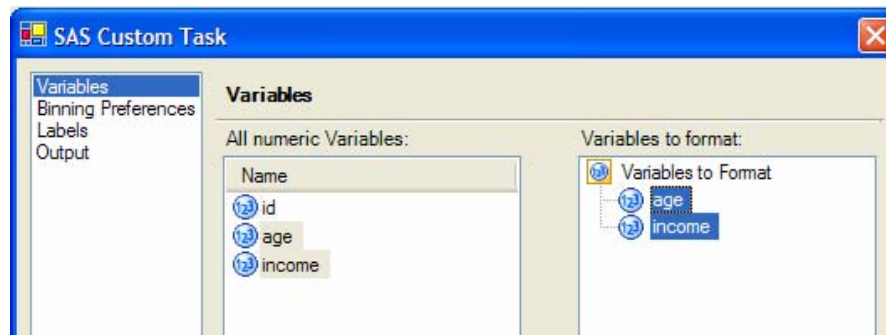 SAS Custom Task
Variables
Binning Preferences
Labels
Output
Variables
All numeric Variables:
Name
id
age
income
Variables to format:
Variables to Format
age
income